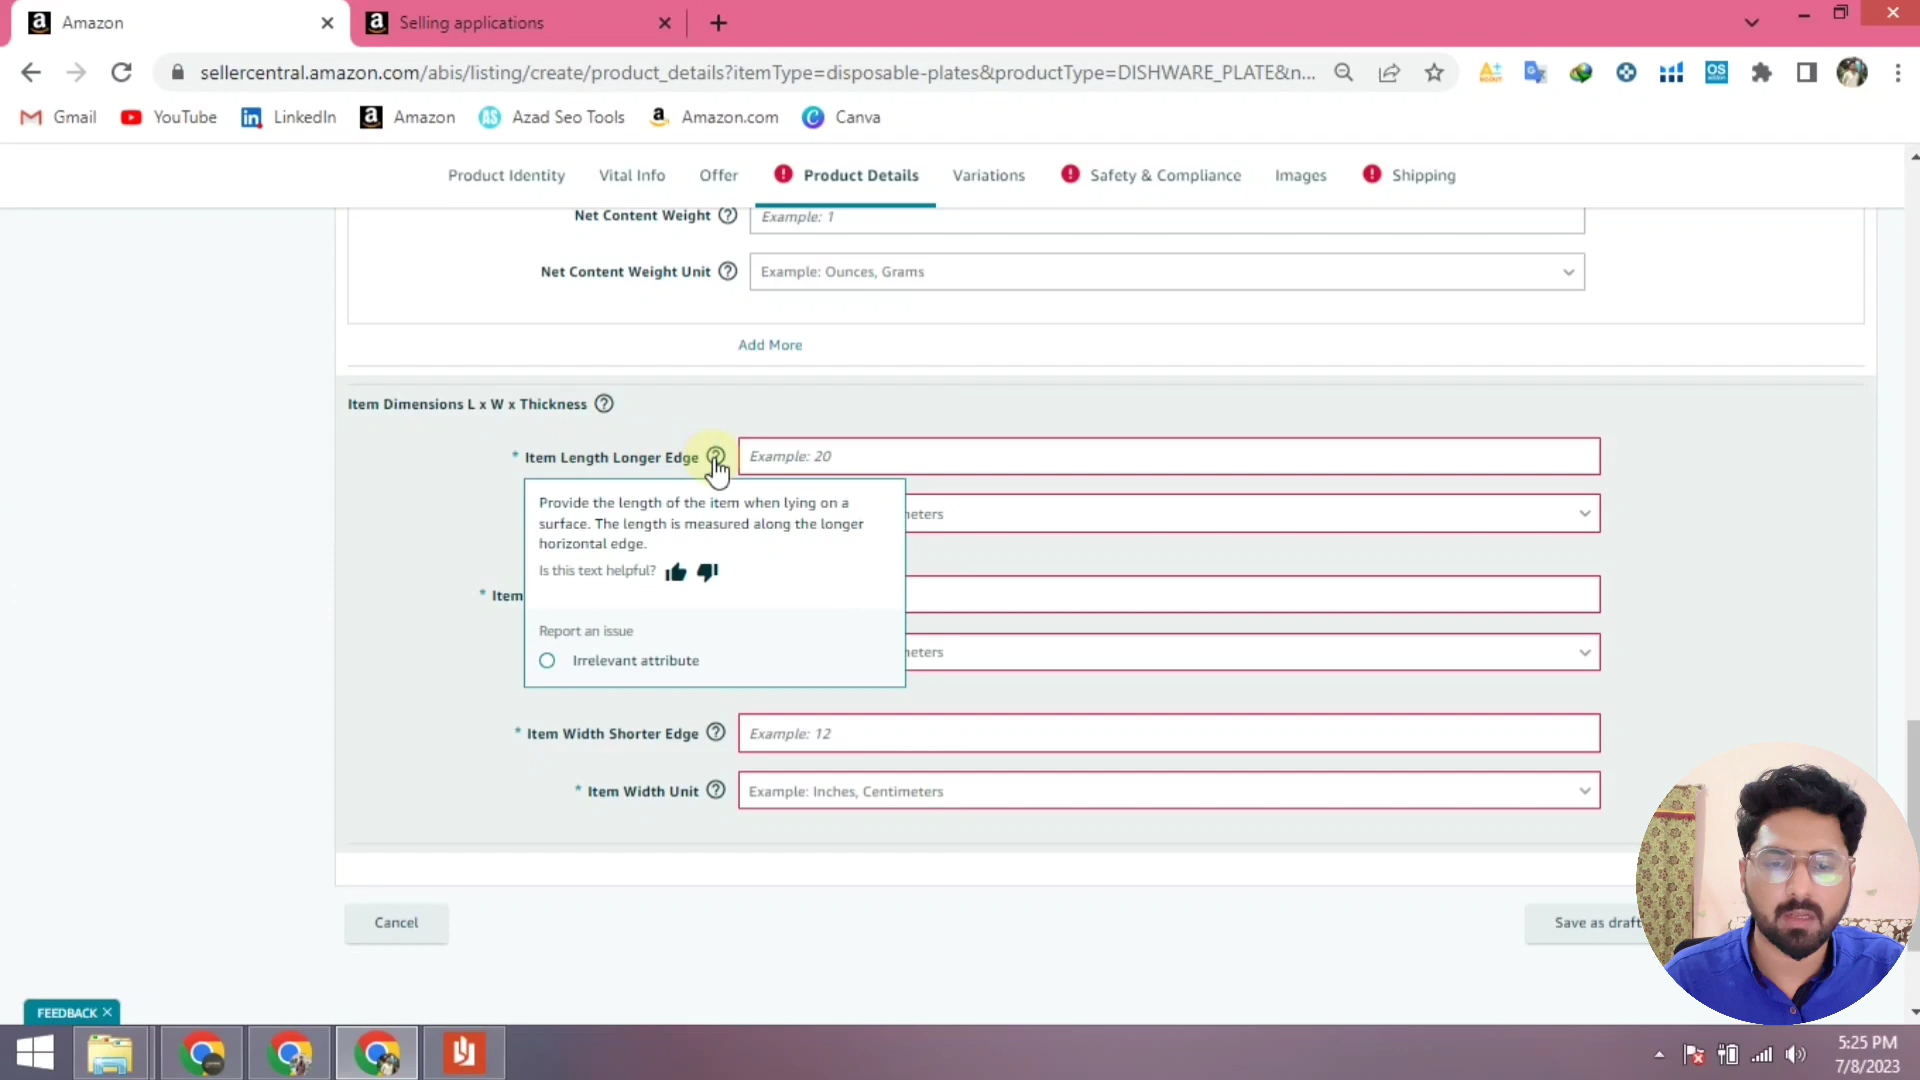 Amazon
Selling applications
sellercentral.amazon.com/abis/listing/create/product_details?itemType=disposable-plates&productType=DISHWARE_PLATE&n...
Gmail
YouTube
LinkedIn
Amazon
Azad Seo Tools
Amazon.com
Canva
Product Identity
Vital Info
Offer
Product Details
Variations
Safety & Compliance
Images
Shipping
Net Content Weight
Example: 1
Net Content Weight Unit
Example: Ounces, Grams
Add More
Item Dimensions L x W x Thickness
* Item Length Longer Edge
Example: 20
Provide the length of the item when lying on a
surface. The length is measured along the longer
horizontal edge.
Is this text helpful?
Report an issue
Irrelevant attribute
neters
* Item
neters
* Item Width Shorter Edge
Example: 12
* Item Width Unit
Example: Inches, Centimeters
Cancel
Save as draft
FEEDBACK
5:25 PM
7/8/2023